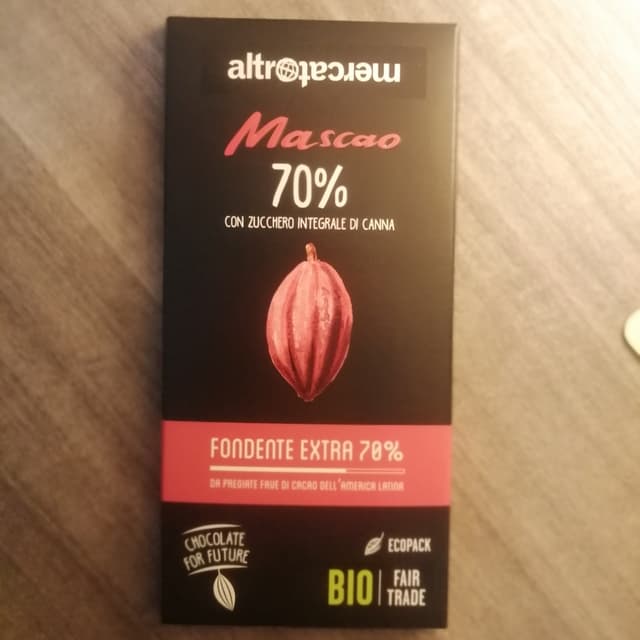 altromercato
Mascao
70%
CON ZUCCHERO INTEGRALE DI CANNA
FONDENTE EXTRA 70%
DA PREGIATE FAVE DI CACAO DELL'AMERICA LATINA
CHOCOLATE
FOR FUTURE
ECOPACK
BIO
FAIR
TRADE